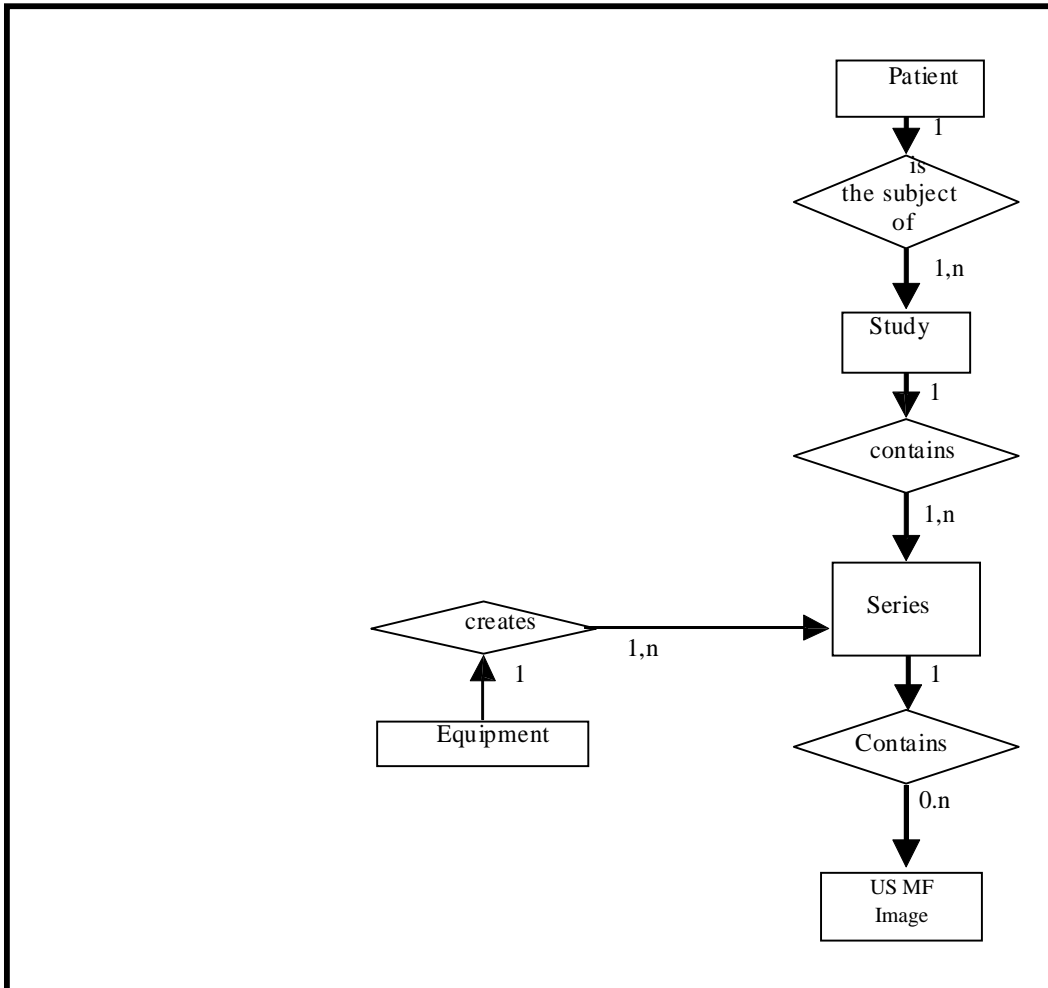 Patient
1
is
the subject
of
1,n
Study
1
contains
1,n
Series
creates
1,n
1
Equipment
1
Contains
0.n
US MF
Image